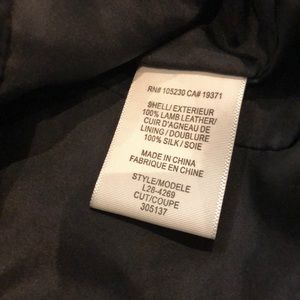 RN# 105230 CA# 19371
SHELL/ EXTERIEUR
100% LAMB LEATHER/
CUIR D'AGNEAU DE
LINING / DOUBLURE
100% SILK / SOIE
MADE IN CHINA
FABRIQUE EN CHINE
STYLE/MODELE
L28-4269
CUT/COUPE
305137